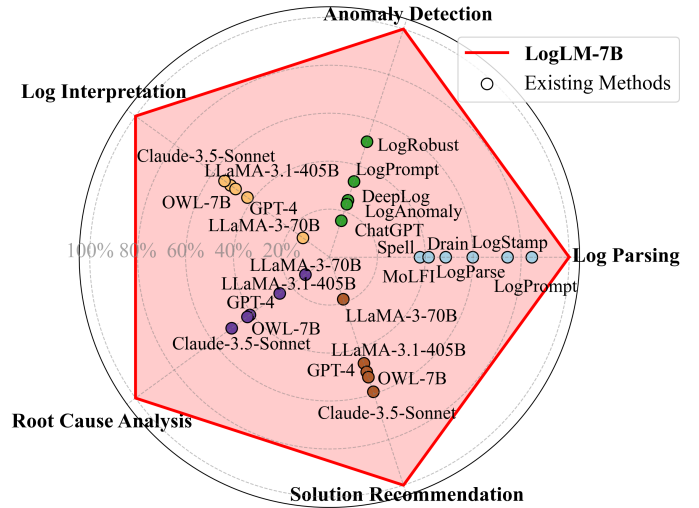 Anomaly Detection
LogLM-7B
Existing Methods
Log Interpretation
LogRobust
Claude-3.5-Sonnet
LLaMA-3.1-405B
LogPrompt
OWL-7B
GPT-4
DeepLog
LogAnomaly
LLaMA-3-70B
ChatGPT
100% 80% 60% 40% 20%
Spell
Drain
LogStamp
Log Parsing
MoLFI
LogParse
LogPrompt
LLaMA-3-70B
LLaMA-3.1-405B
GPT-4
OWL-7B
Claude-3.5-Sonnet
LLaMA-3-70B
LLaMA-3.1-405B
GPT-4
OWL-7B
Claude-3.5-Sonnet
Root Cause Analysis
Solution Recommendation